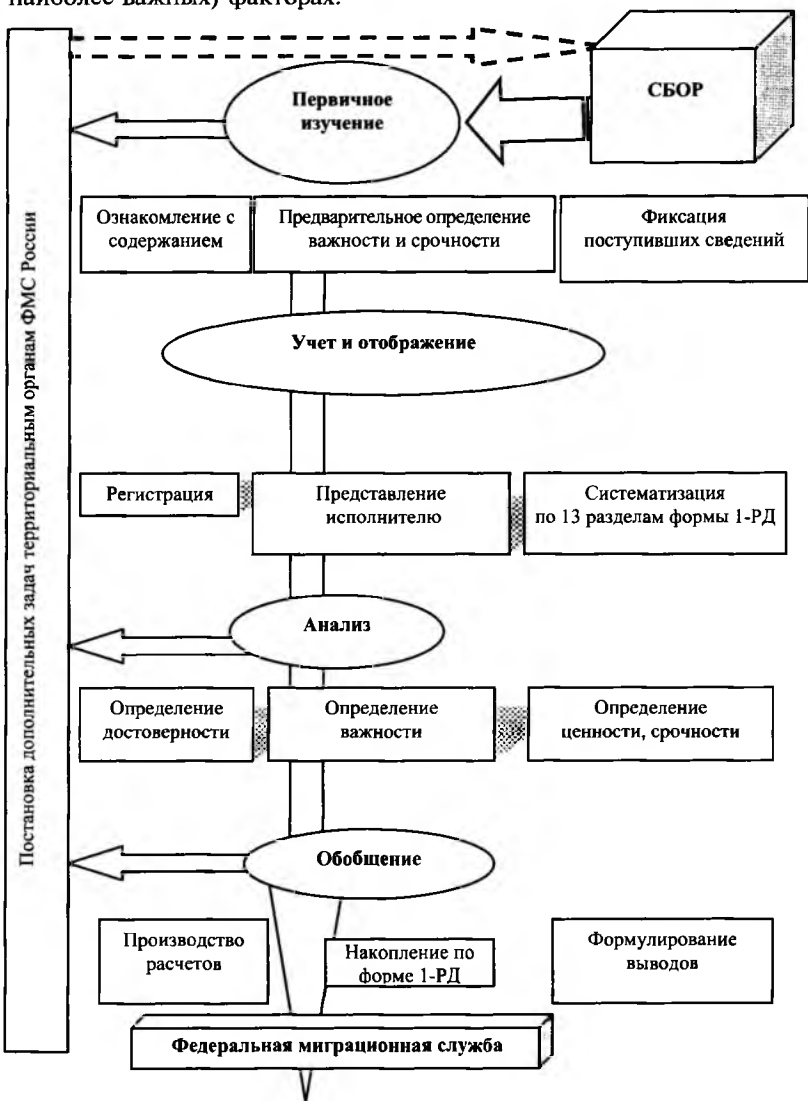 наиболее важных) факторах.
СБОР
Первичное
изучение
Постановка дополнительных задач территориальным органам ФМС России
Ознакомление с
содержанием
Предварительное определение
важности и срочности
Фиксация
поступивших сведений
Учет и отображение
Регистрация
Представление
исполнителю
Систематизация
по 13 разделам формы 1-РД
Анализ
Определение
достоверности
Определение
важности
Определение
ценности, срочности
Обобщение
Производство
расчетов
Накопление по
форме 1-РД
Формулирование
выводов
Федеральная миграционная служба